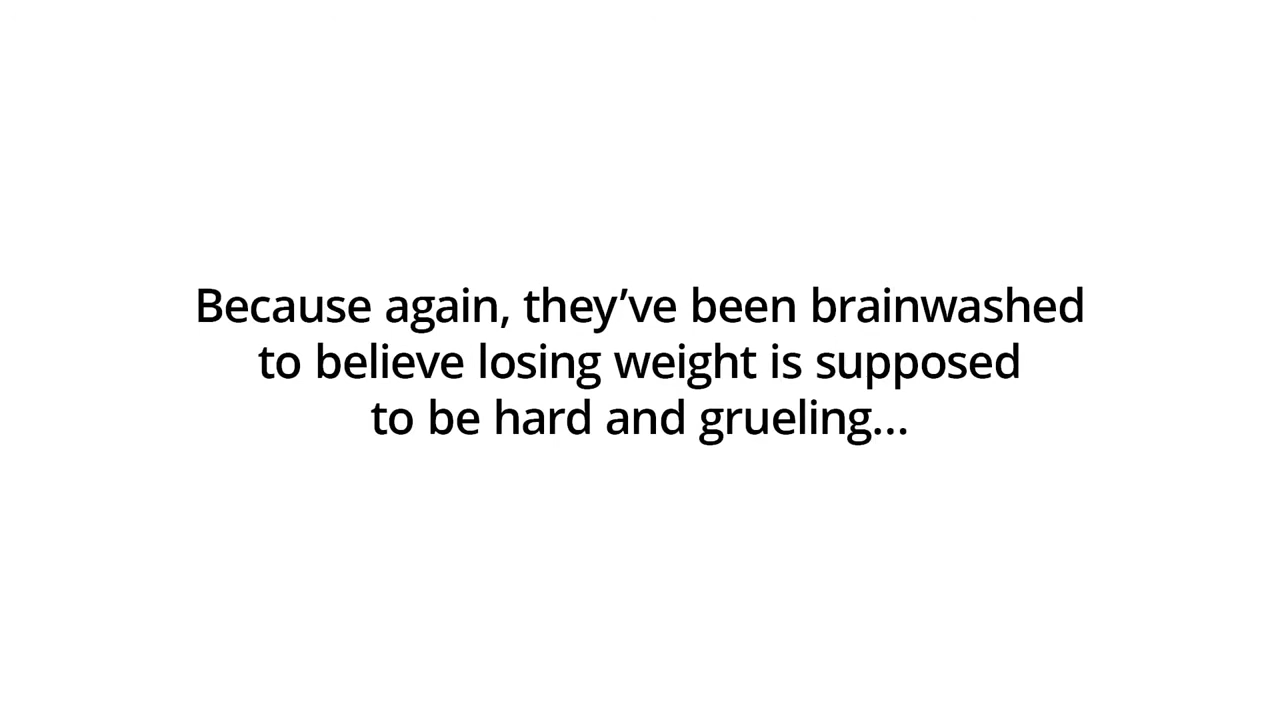 Because again, they’ve been brainwashed
to believe losing weight is supposed
to be hard and grueling...